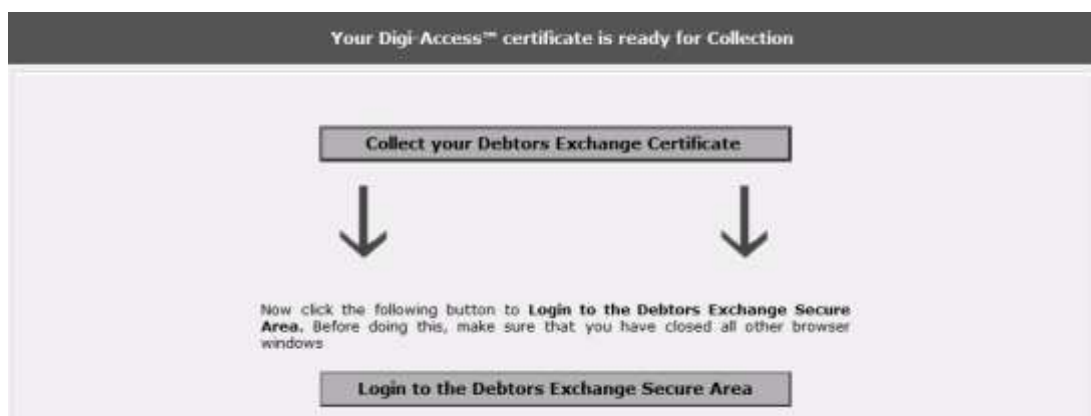 Your Digi-Access™ certificate is ready for Collection
Collect your Debtors Exchange Certificate
Now click the following button to Login to the Debtors Exchange Secure
Area. Before doing this, make sure that you have closed all other browser
windows
Login to the Debtors Exchange Secure Area